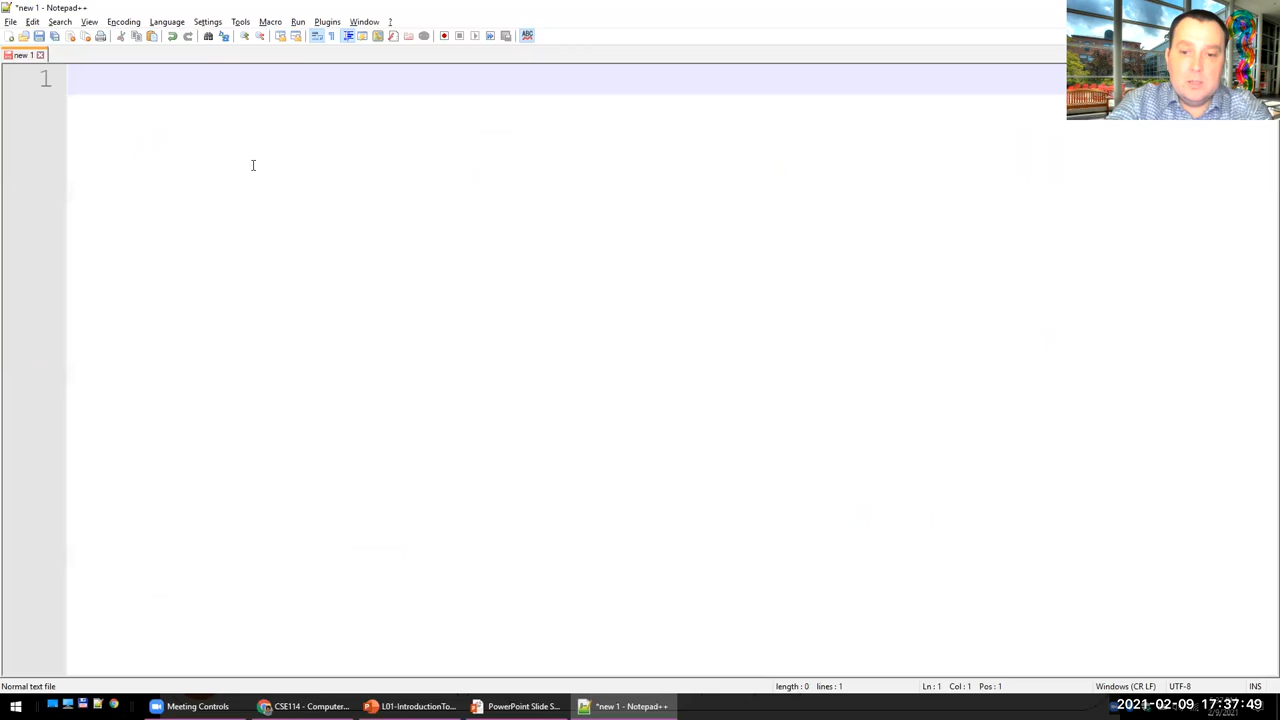 *new 1 - Notepad++
File Edit Search View Encoding Language Settings Tools Macro Run Plugins Window ?
ABC
new 1
1
Normal text file length : 0 lines : 1 Ln : 1 Col : 1 Pos : 1 Windows (CR LF) UTF-8 INS
Meeting Controls CSE114 - Computer... L01-IntroductionTo... PowerPoint Slide S... *new 1 - Notepad++ 2021-02-09 17:37:49